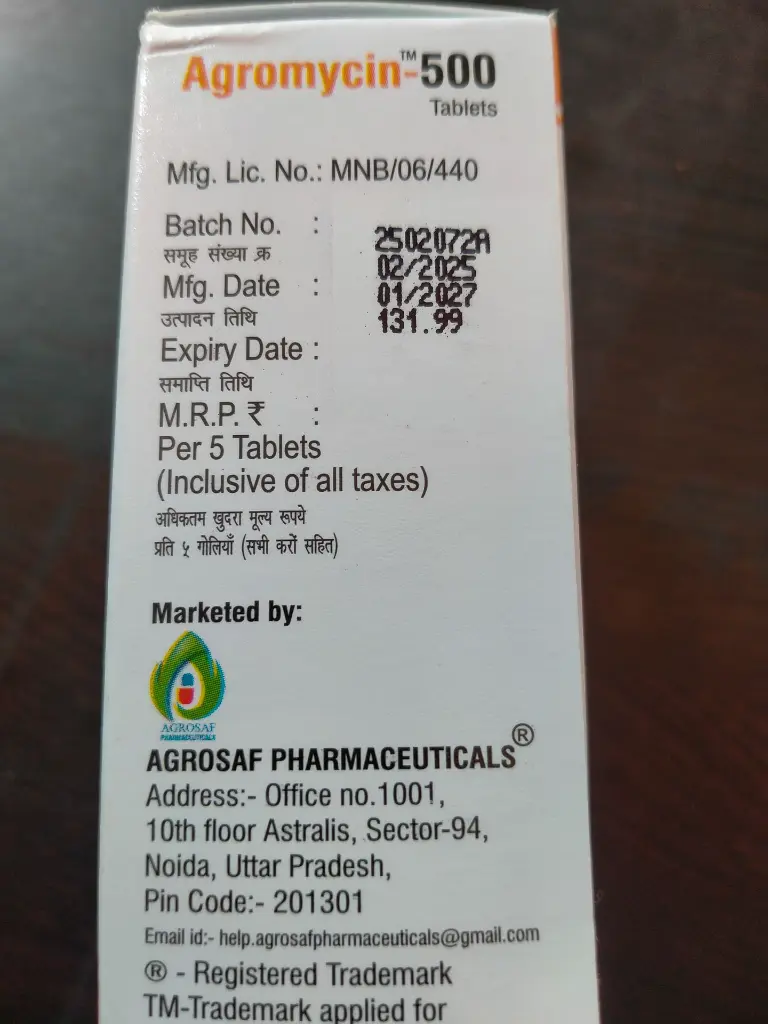 Agromycin™-500
Tablets
Mfg. Lic. No.: MNB/06/440
Batch No. :
समूह संख्या क्र
2502072A
Mfg. Date :
02/2025
उत्पादन तिथि
01/2027
Expiry Date :
131.99
समाप्ति तिथि
M.R.P. ₹ :
Per 5 Tablets
(Inclusive of all taxes)
अधिकतम खुदरा मूल्य रूपये
प्रति ५ गोलियाँ (सभी करों सहित)
Marketed by:
AGROSAF
PHARMACEUTICALS
AGROSAF PHARMACEUTICALS®
Address:- Office no.1001,
10th floor Astralis, Sector-94,
Noida, Uttar Pradesh,
Pin Code:- 201301
Email id:- help.agrosafpharmaceuticals@gmail.com
® - Registered Trademark
TM-Trademark applied for